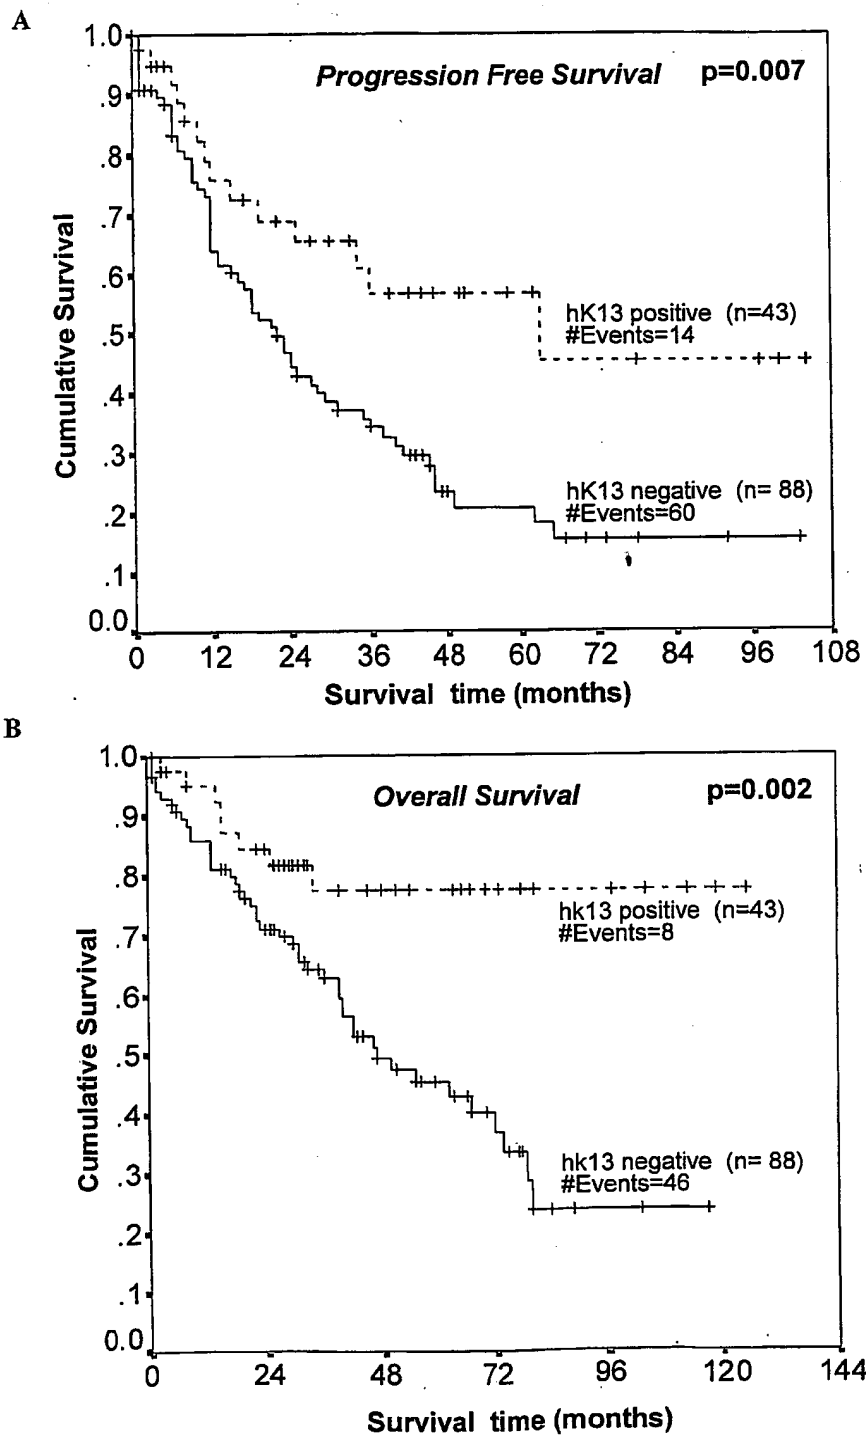 A
Progression Free Survival p=0.007
1.0
.9
.8
.7
.6
.5
.4
.3
.2
.1
0.0
Cumulative Survival
hK13 positive (n=43)
#Events=14
hK13 negative (n= 88)
#Events=60
0 12 24 36 48 60 72 84 96 108
Survival time (months)
B
Overall Survival p=0.002
1.0
.9
.8
.7
.6
.5
.4
.3
.2
.1
0.0
Cumulative Survival
hk13 positive (n=43)
#Events=8
hk13 negative (n= 88)
#Events=46
0 24 48 72 96 120 144
Survival time (months)